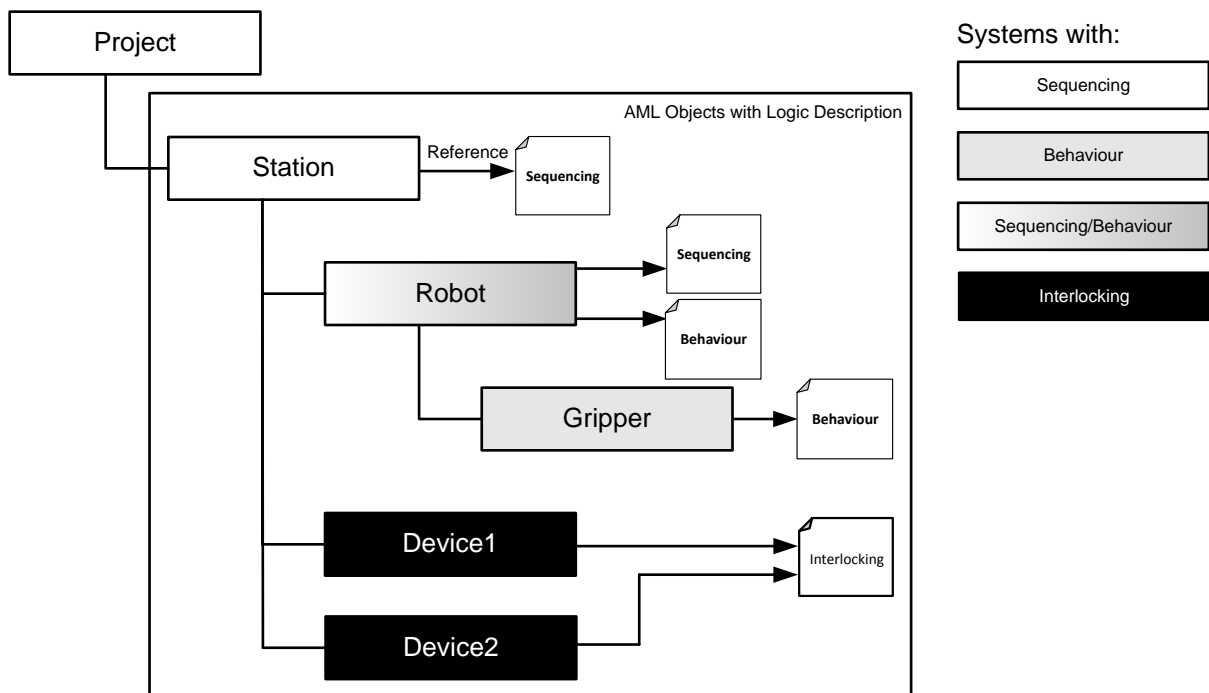 Project
Systems with:
Sequencing
Behaviour
Sequencing/Behaviour
Interlocking
AML Objects with Logic Description
Station
Reference
Sequencing
Robot
Sequencing
Behaviour
Gripper
Behaviour
Device1
Interlocking
Device2